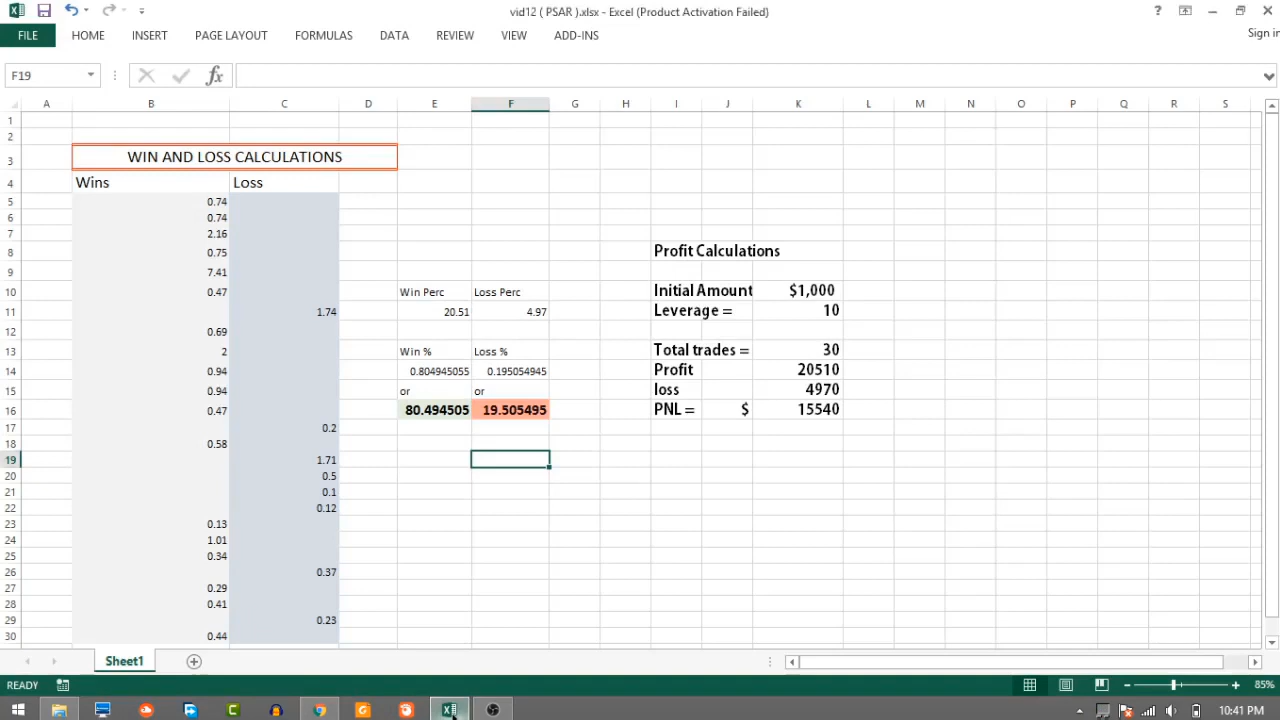 vid12 ( PSAR ).xlsx - Excel (Product Activation Failed)
?
Sign in
FILE HOME INSERT PAGE LAYOUT FORMULAS DATA REVIEW VIEW ADD-INS
F19 fx
A B C D E F G H I J K L M N O P Q R S
1
2
3 WIN AND LOSS CALCULATIONS
4 Wins Loss
5 0.74
6 0.74
7 2.16
8 0.75 Profit Calculations
9 7.41
10 0.47 Win Perc Loss Perc Initial Amount $1,000
11 1.74 20.51 4.97 Leverage = 10
12 0.69
13 2 Win % Loss % Total trades = 30
14 0.94 0.804945055 0.195054945 Profit 20510
15 0.94 or or loss 4970
16 0.47 80.494505 19.505495 PNL = $ 15540
17 0.2
18 0.58
19 1.71
20 0.5
21 0.1
22 0.12
23 0.13
24 1.01
25 0.34
26 0.37
27 0.29
28 0.41
29 0.23
30 0.44
Sheet1
READY 85%
10:41 PM